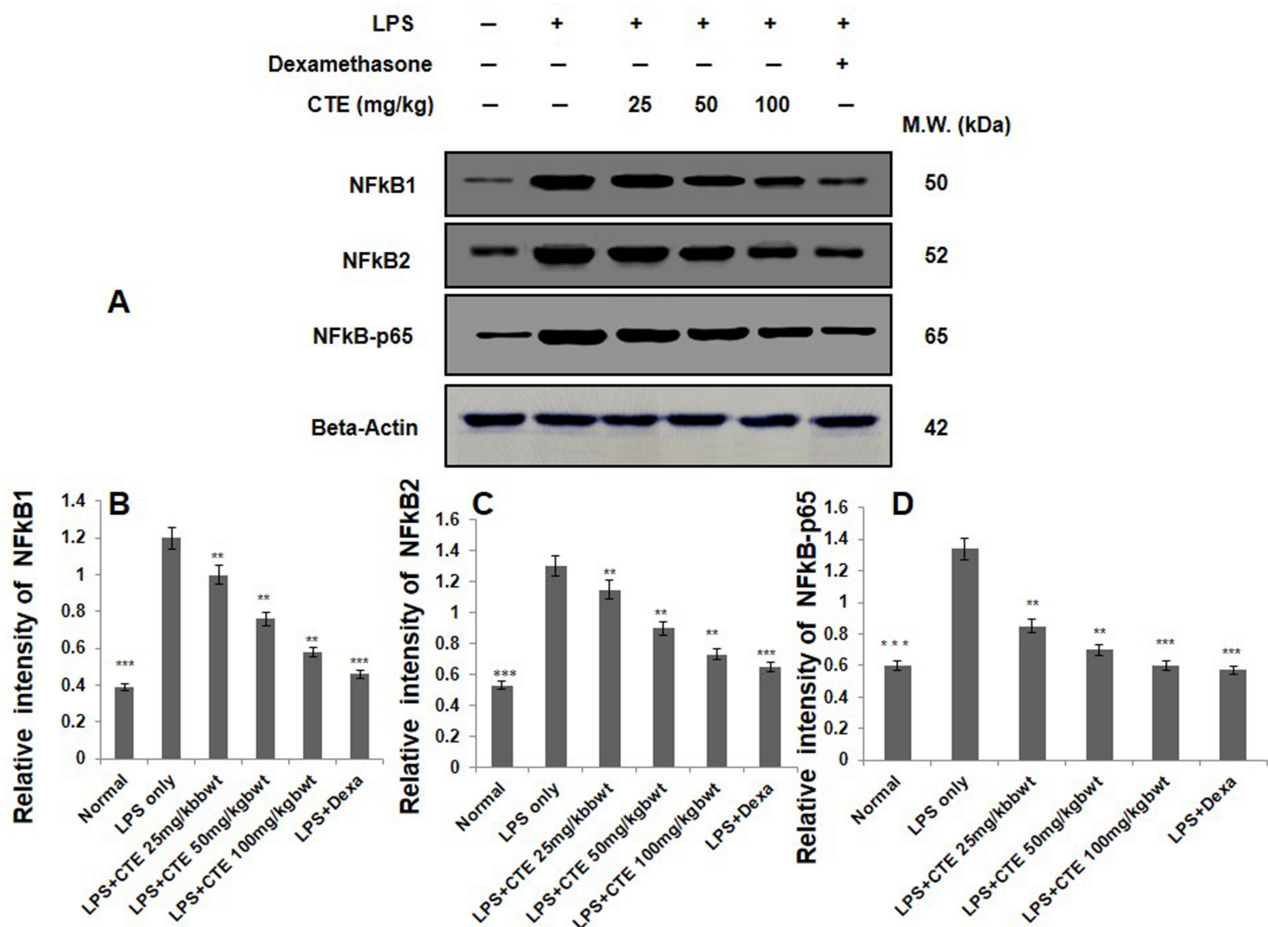 LPS – + + + + +
Dexamethasone – – – – – +
CTE (mg/kg) – – 25 50 100 –
M.W. (kDa)
NFkB1 50
NFkB2 52
A
NFkB-p65 65
Beta-Actin 42
B
Relative intensity of NFkB1
1.4
1.2
1
0.8
0.6
0.4
0.2
0
***
**
**
**
***
Normal
LPS only
LPS+CTE 25mg/kbbwt
LPS+CTE 50mg/kgbwt
LPS+CTE 100mg/kgbwt
LPS+Dexa
C
Relative intensity of NFkB2
1.6
1.4
1.2
1
0.8
0.6
0.4
0.2
0
***
**
**
**
***
Normal
LPS only
LPS+CTE 25mg/kbbwt
LPS+CTE 50mg/kgbwt
LPS+CTE 100mg/kgbwt
LPS+Dexa
D
Relative intensity of NFkB-p65
1.6
1.4
1.2
1
0.8
0.6
0.4
0.2
0
* * *
**
**
***
***
Normal
LPS only
LPS+CTE 25mg/kbbwt
LPS+CTE 50mg/kgbwt
LPS+CTE 100mg/kgbwt
LPS+Dexa